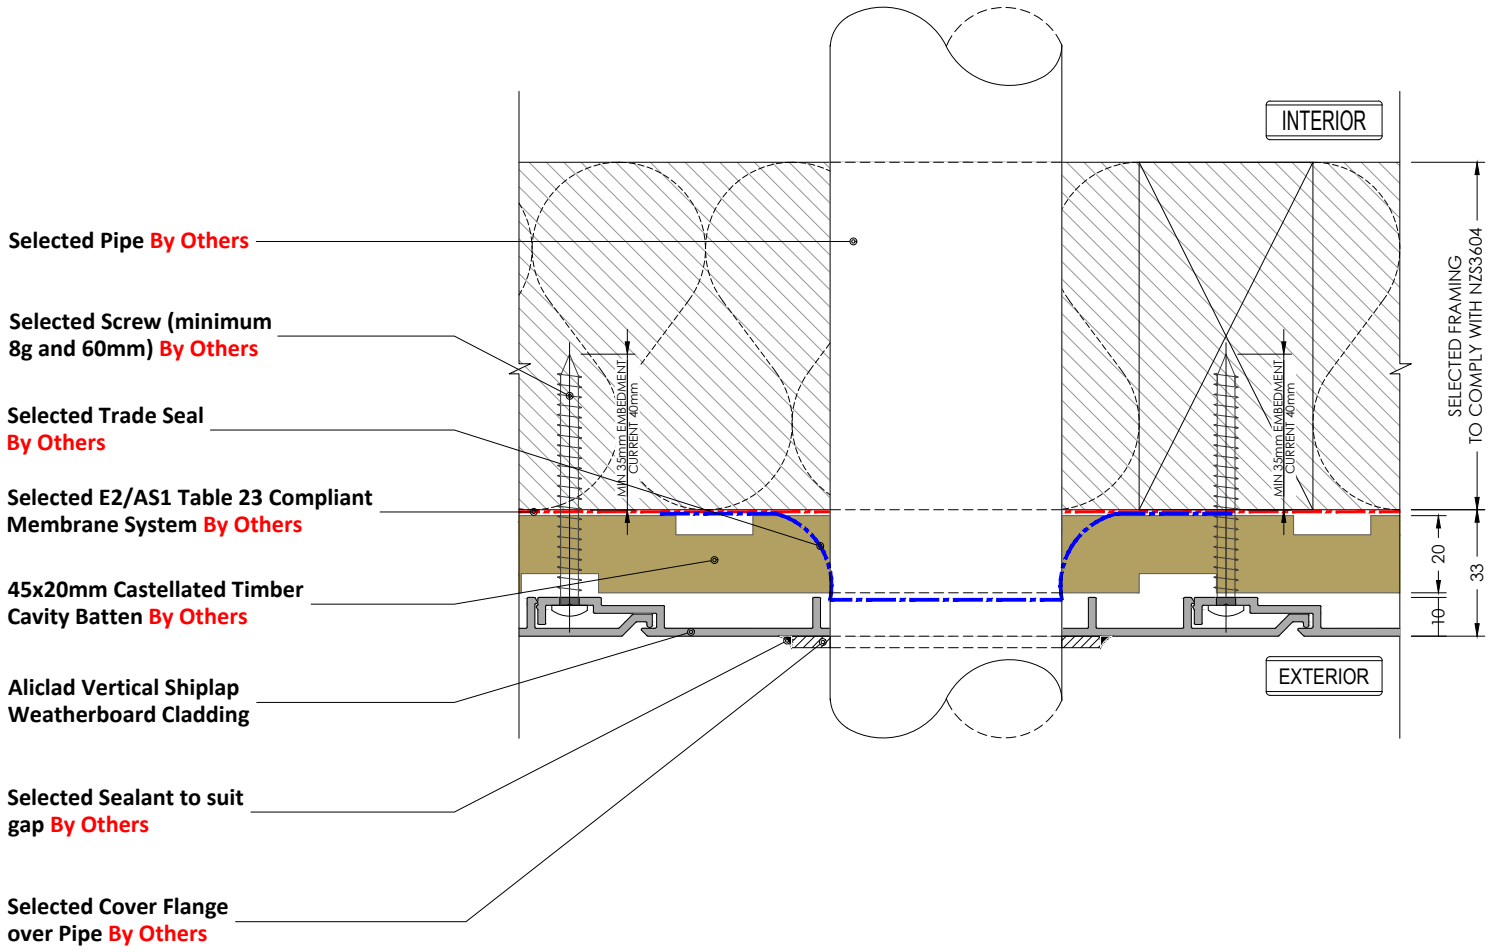 INTERIOR
Selected Pipe By Others
Selected Screw (minimum
8g and 60mm) By Others
Selected Trade Seal
By Others
Selected E2/AS1 Table 23 Compliant
Membrane System By Others
45x20mm Castellated Timber
Cavity Batten By Others
Aliclad Vertical Shiplap
Weatherboard Cladding
Selected Sealant to suit
gap By Others
Selected Cover Flange
over Pipe By Others
MIN 35mm EMBEDMENT
CURRENT 40mm
MIN 35mm EMBEDMENT
CURRENT 40mm
SELECTED FRAMING
TO COMPLY WITH NZS3604
20
33
10
EXTERIOR